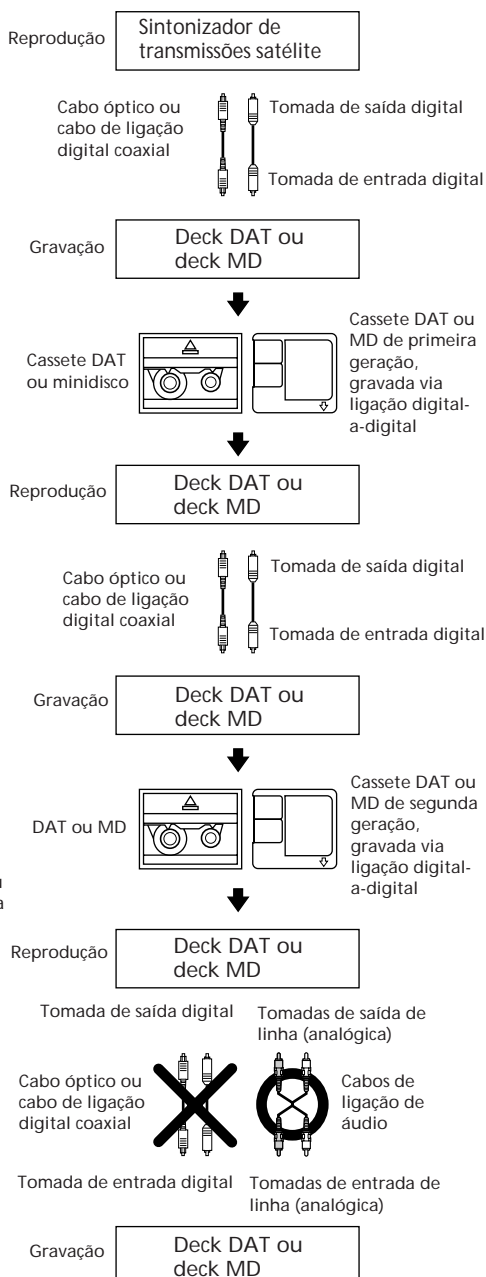 Reprodução
Sintonizador de
transmissões satélite
Cabo óptico ou
cabo de ligação
digital coaxial
Tomada de saída digital
Tomada de entrada digital
Gravação
Deck DAT ou
deck MD
Cassete DAT
ou minidisco
Cassete DAT ou
MD de primeira
geração,
gravada via
ligação digital-
a-digital
Reprodução
Deck DAT ou
deck MD
Cabo óptico ou
cabo de ligação
digital coaxial
Tomada de saída digital
Tomada de entrada digital
Gravação
Deck DAT ou
deck MD
DAT ou MD
Cassete DAT ou
MD de segunda
geração,
gravada via
ligação digital-
a-digital
Reprodução
Deck DAT ou
deck MD
Tomada de saída digital
Tomadas de saída de
linha (analógica)
Cabo óptico ou
cabo de ligação
digital coaxial
Cabos de
ligação de
áudio
Tomada de entrada digital
Tomadas de entrada de
linha (analógica)
Gravação
Deck DAT ou
deck MD